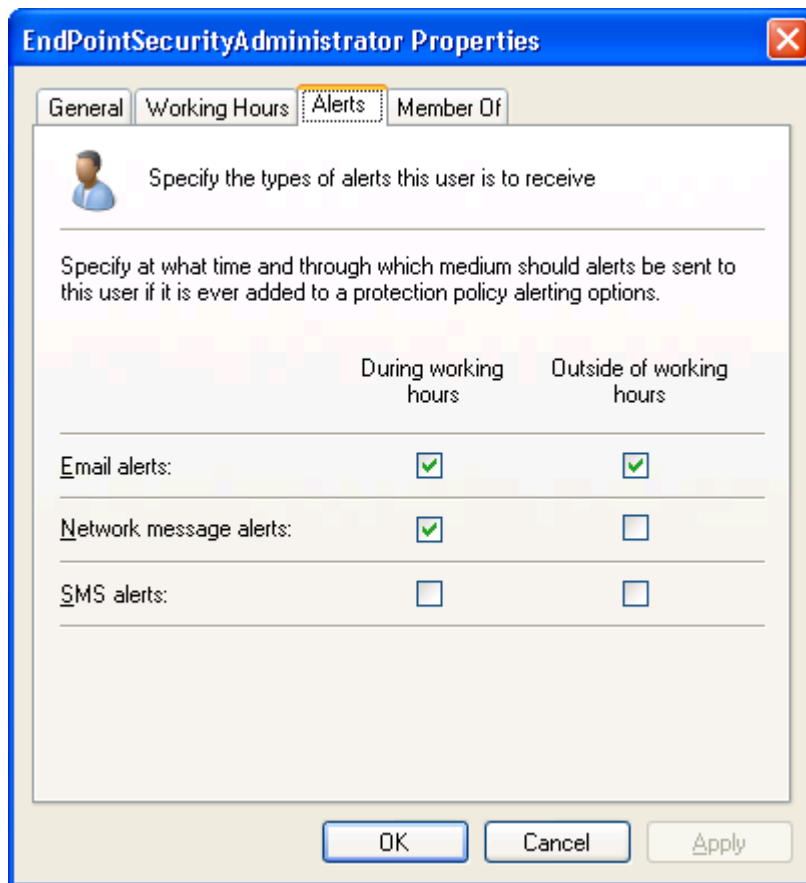 EndPointSecurityAdministrator Properties
General Working Hours Alerts Member Of
Specify the types of alerts this user is to receive
Specify at what time and through which medium should alerts be sent to
this user if it is ever added to a protection policy alerting options.
During working Outside of working
hours hours
Email alerts:
Network message alerts:
SMS alerts:
OK Cancel Apply